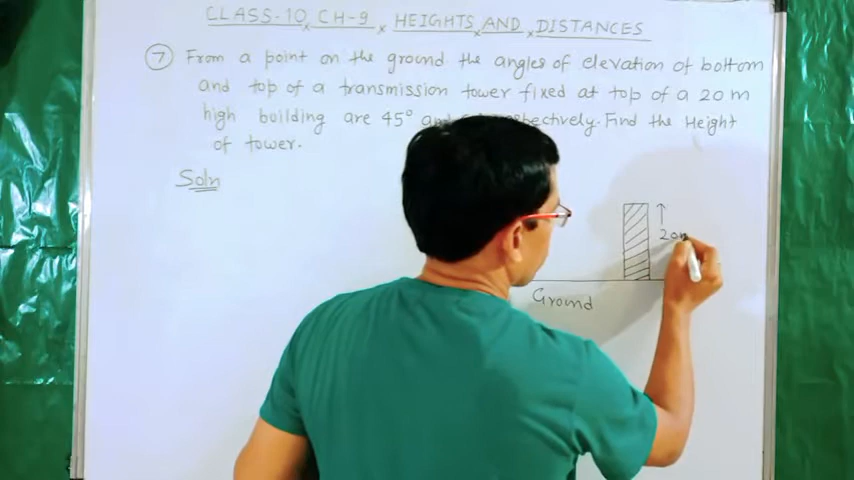 CLASS-10 CH-9 HEIGHTS AND DISTANCES
7 From a point on the ground the angles of elevation of bottom
and top of a transmission tower fixed at top of a 20 m
high building are 45° respectively. Find the Height
of tower.
Soln
20m
Ground